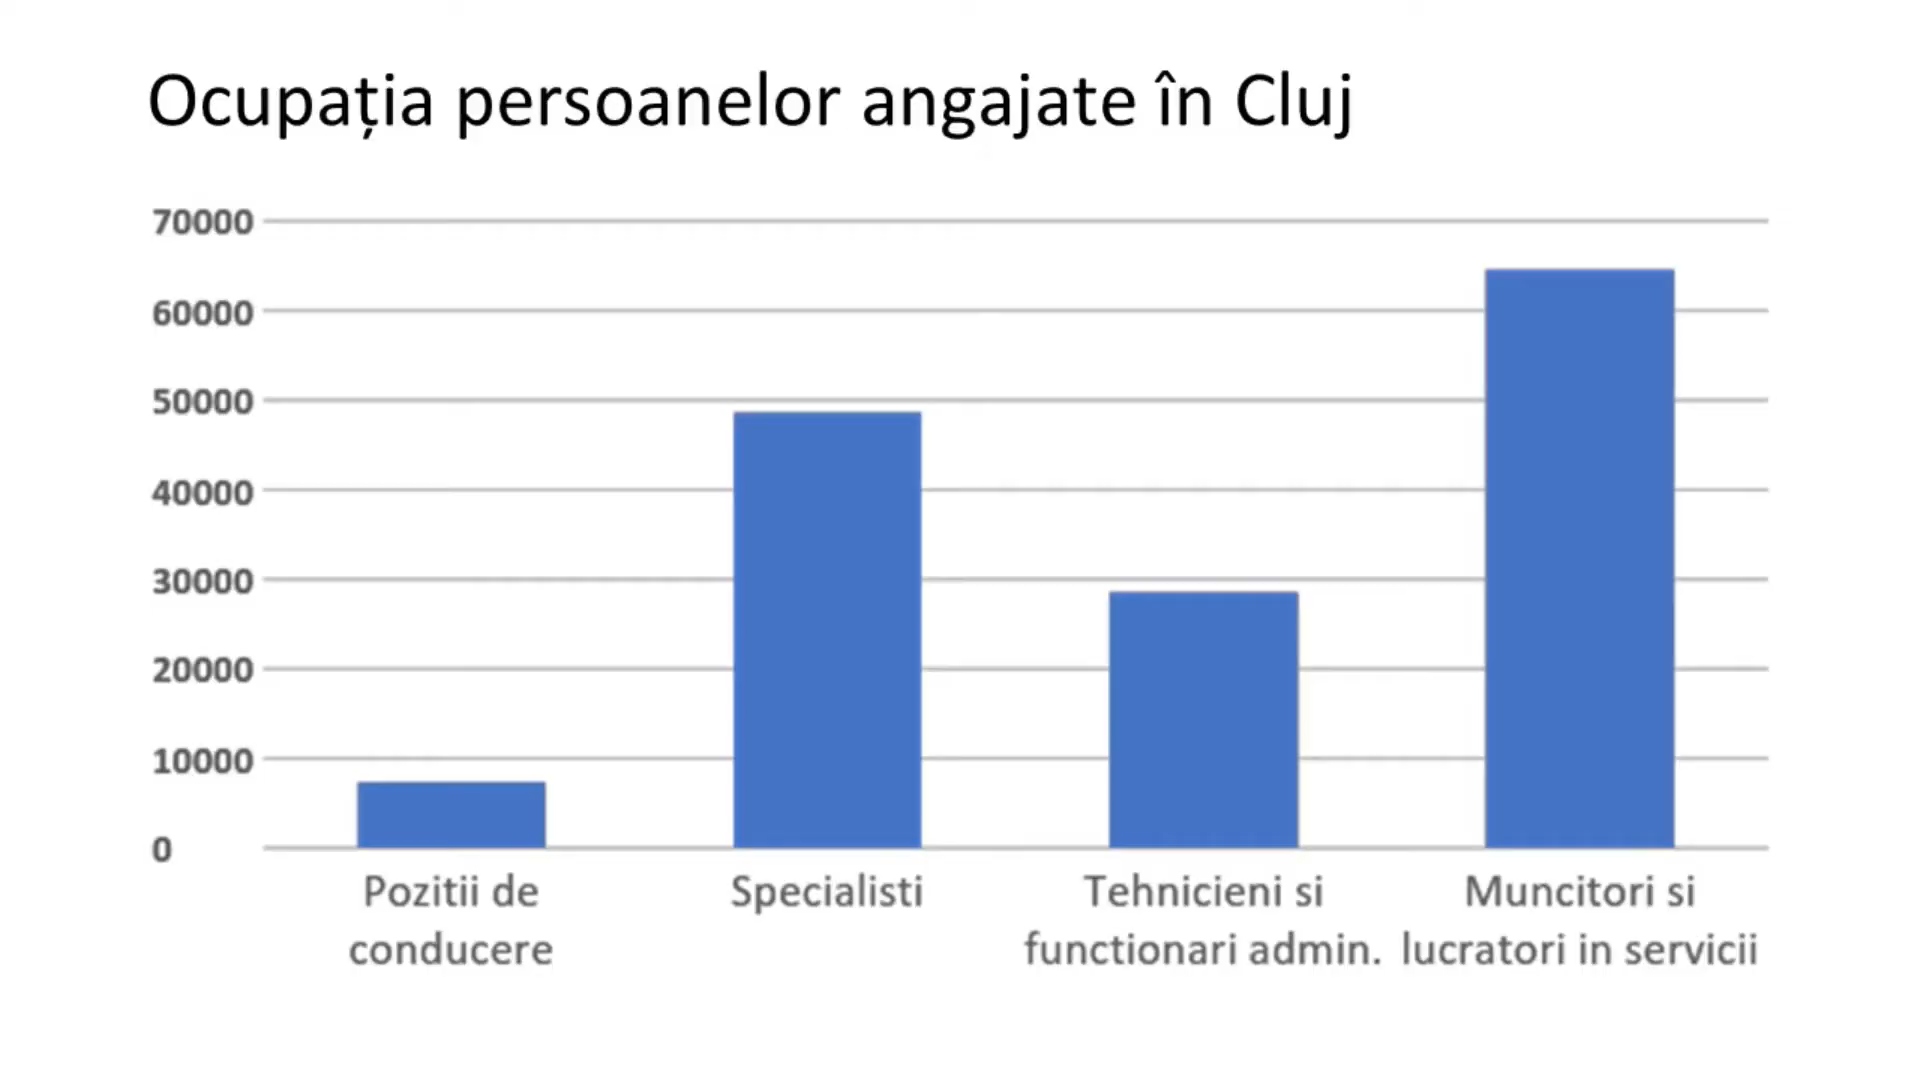 Ocupația persoanelor angajate în Cluj
70000
60000
50000
40000
30000
20000
10000
0
Pozitii de
conducere
Specialisti
Tehnicieni si
functionari admin.
Muncitori si
lucratori in servicii